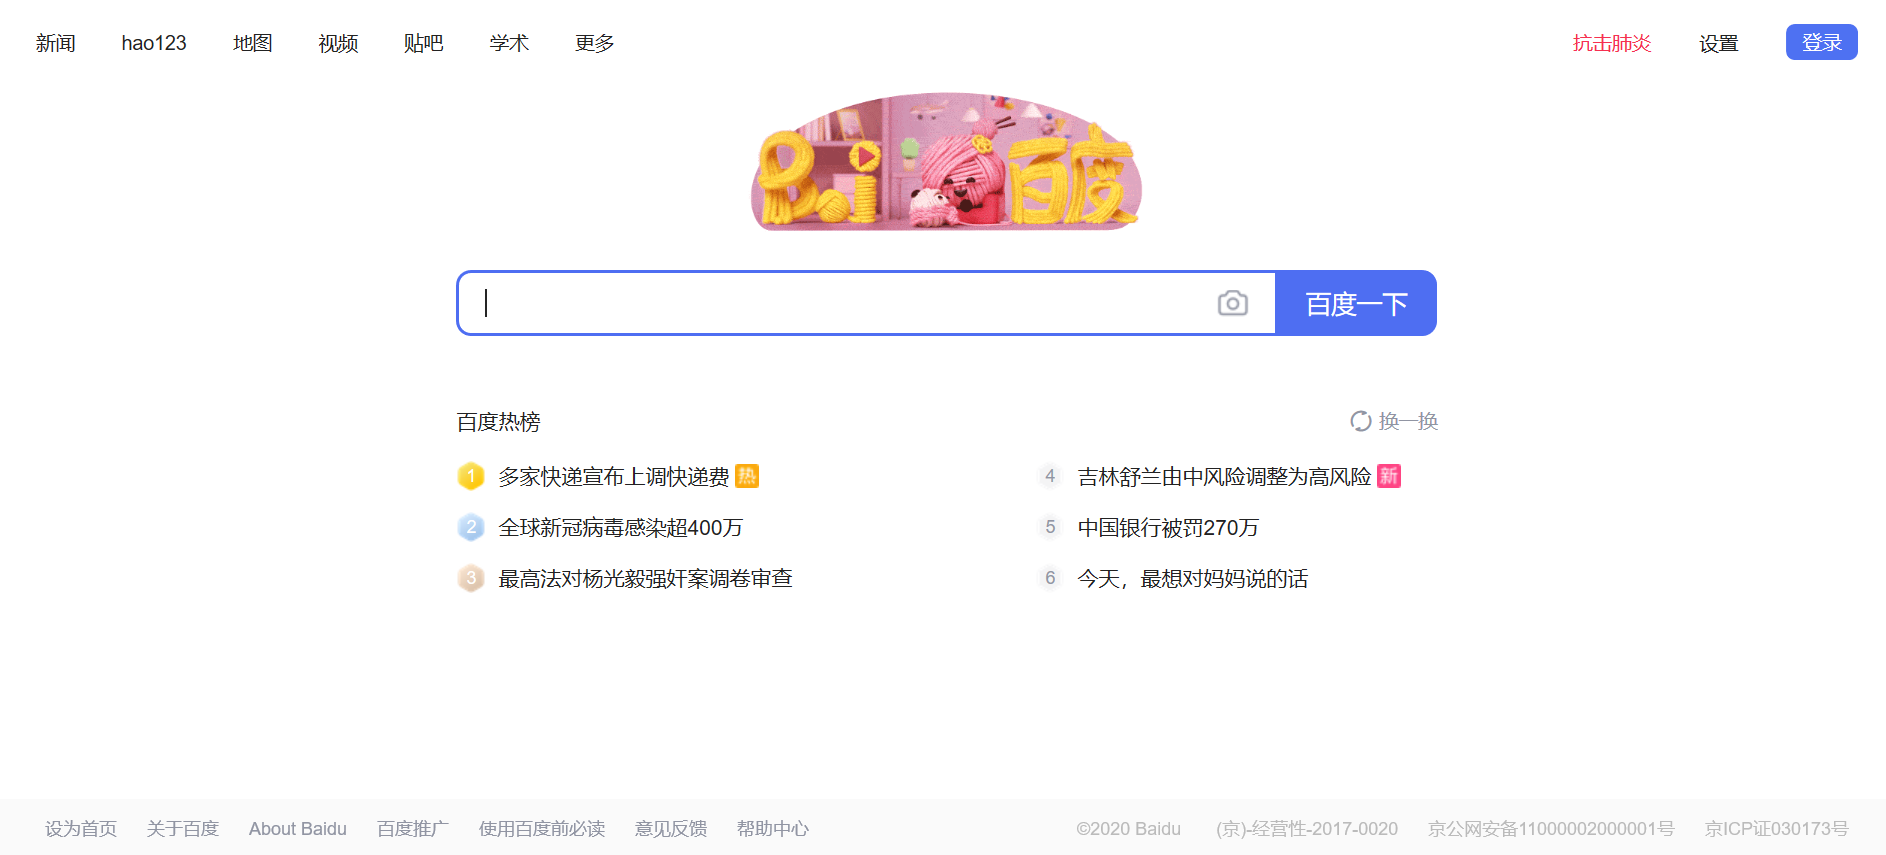 新闻 hao123 地图 视频 贴吧 学术 更多 抗击肺炎 设置 登录
Bai百度
百度一下
百度热榜 换一换
1 多家快递宣布上调快递费 热
2 全球新冠病毒感染超400万
3 最高法对杨光毅强奸案调卷审查
4 吉林舒兰由中风险调整为高风险 新
5 中国银行被罚270万
6 今天，最想对妈妈说的话
设为首页 关于百度 About Baidu 百度推广 使用百度前必读 意见反馈 帮助中心 ©2020 Baidu (京)-经营性-2017-0020 京公网安备11000002000001号 京ICP证030173号